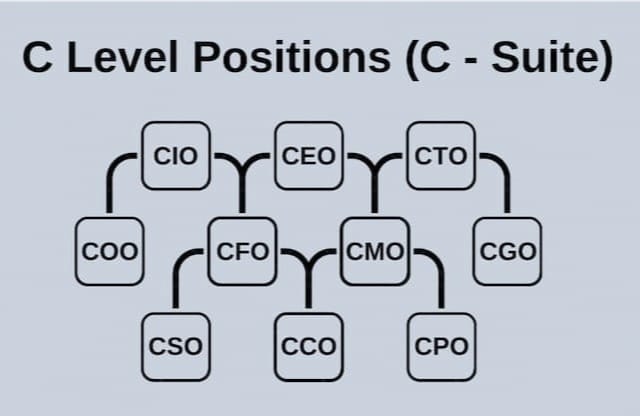 C Level Positions (C - Suite)
CIO CEO CTO
COO CFO CMO CGO
CSO CCO CPO